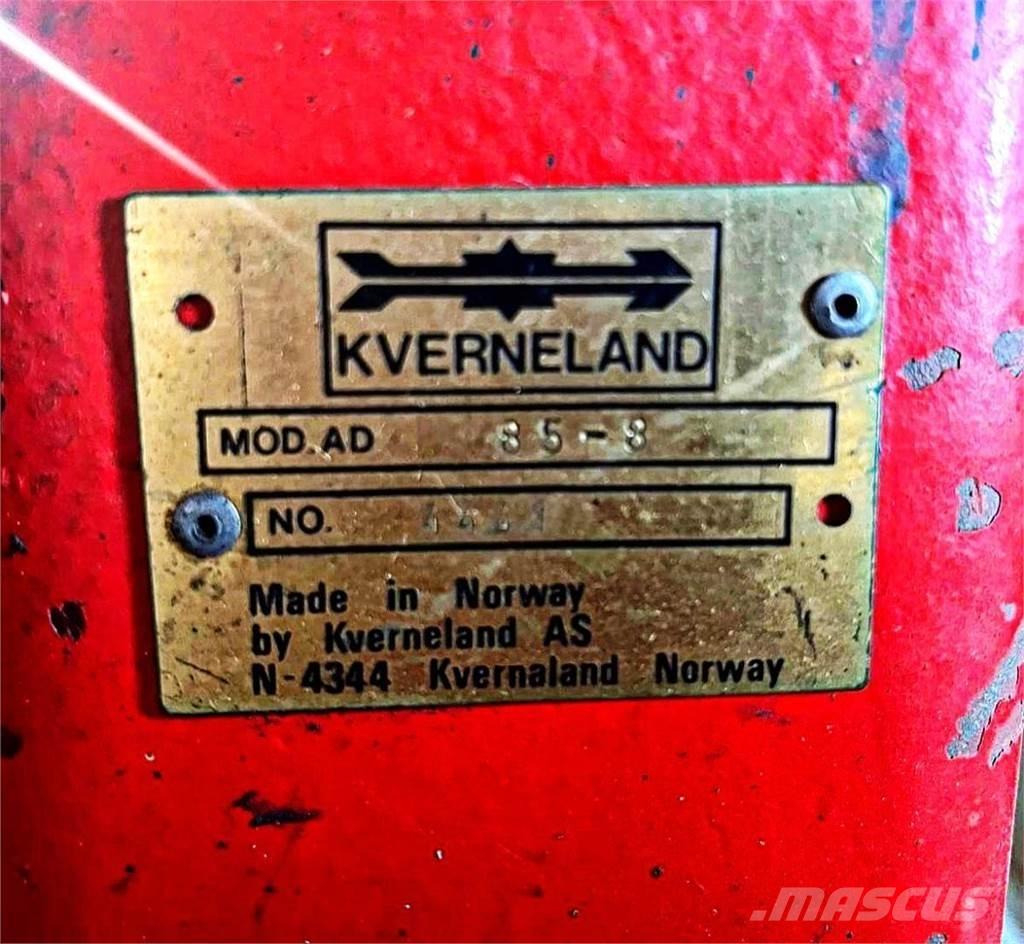 KVERNELAND
MOD. AD 85-8
NO.
Made in Norway
by Kverneland AS
N-4344 Kvernaland Norway
.MASCUS